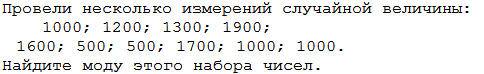 Провели несколько измерений случайной величины:
1000; 1200; 1300; 1900;
1600; 500; 500; 1700; 1000; 1000.
Найдите моду этого набора чисел.